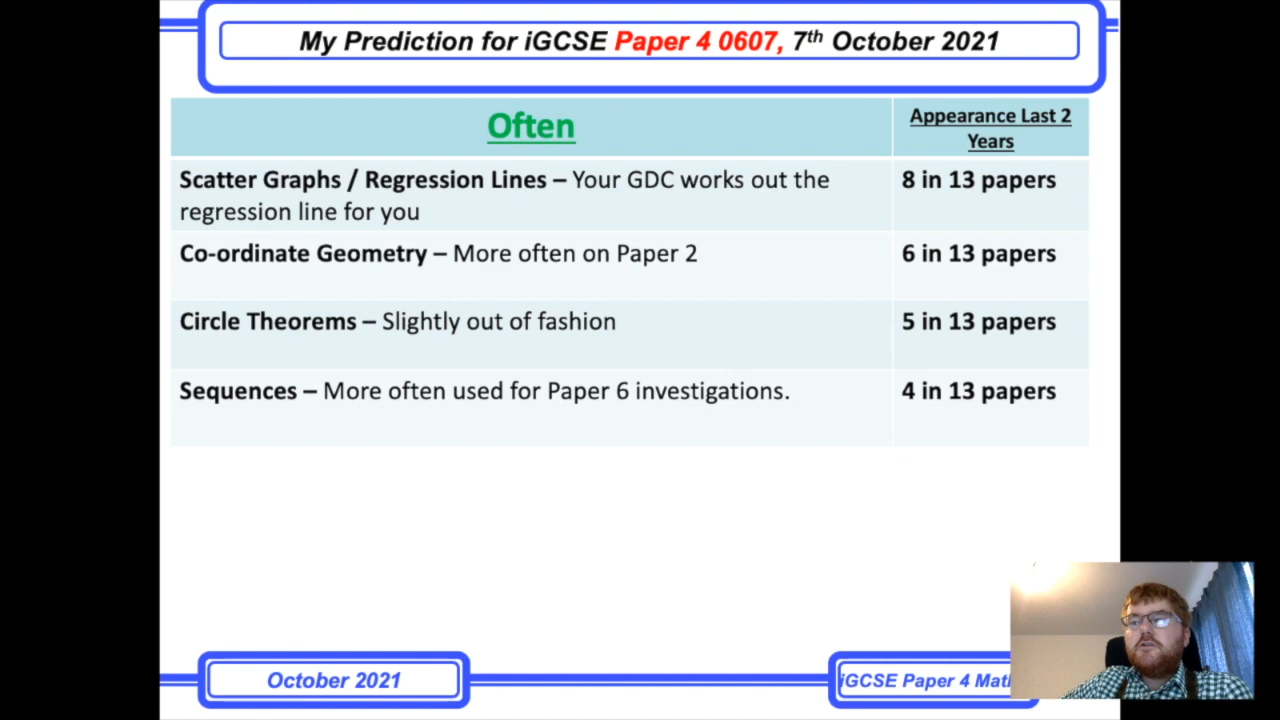 My Prediction for iGCSE Paper 4 0607, 7th October 2021
Often
Appearance Last 2
Years
Scatter Graphs / Regression Lines – Your GDC works out the
regression line for you
8 in 13 papers
Co-ordinate Geometry – More often on Paper 2
6 in 13 papers
Circle Theorems – Slightly out of fashion
5 in 13 papers
Sequences – More often used for Paper 6 investigations.
4 in 13 papers
October 2021
iGCSE Paper 4 Mat